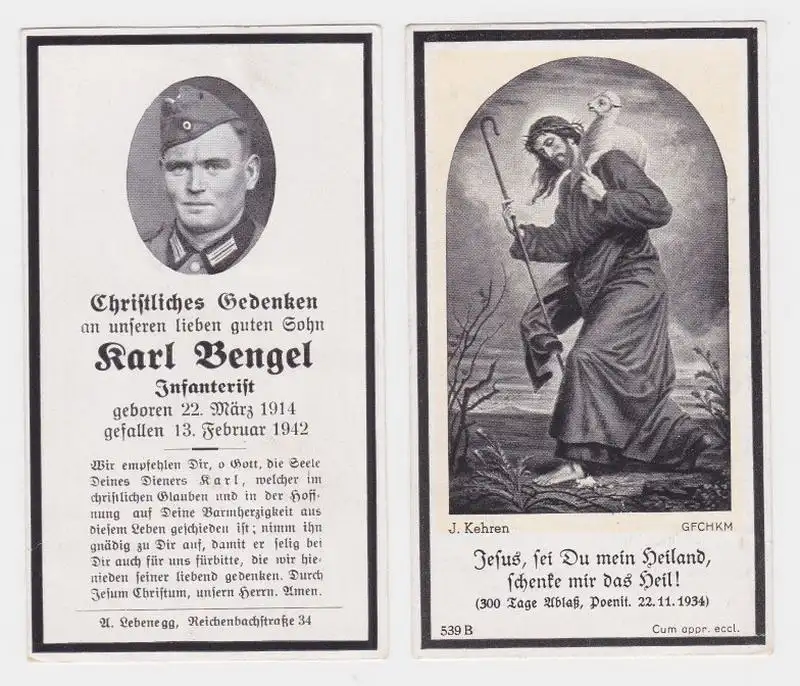 Christliches Gedenken
an unseren lieben guten Sohn
Karl Bengel
Infanterist
geboren 22. März 1914
gefallen 13. Februar 1942
Wir empfehlen Dir, o Gott, die Seele
Deines Dieners Karl, welcher im
christlichen Glauben und in der Hoff-
nung auf Deine Barmherzigkeit aus
diesem Leben geschieden ist; nimm ihn
gnädig zu Dir auf, damit er selig bei
Dir auch für uns fürbitte, die wir hie-
nieden seiner liebend gedenken. Durch
Jesum Christum, unsern Herrn. Amen.
A. Lebenegg, Reichenbachstraße 34
J. Kehren GFCHKM
Jesus, sei Du mein Heiland,
schenke mir das Heil!
(300 Tage Ablaß, Poenit. 22.11.1934)
539 B Cum appr. eccl.